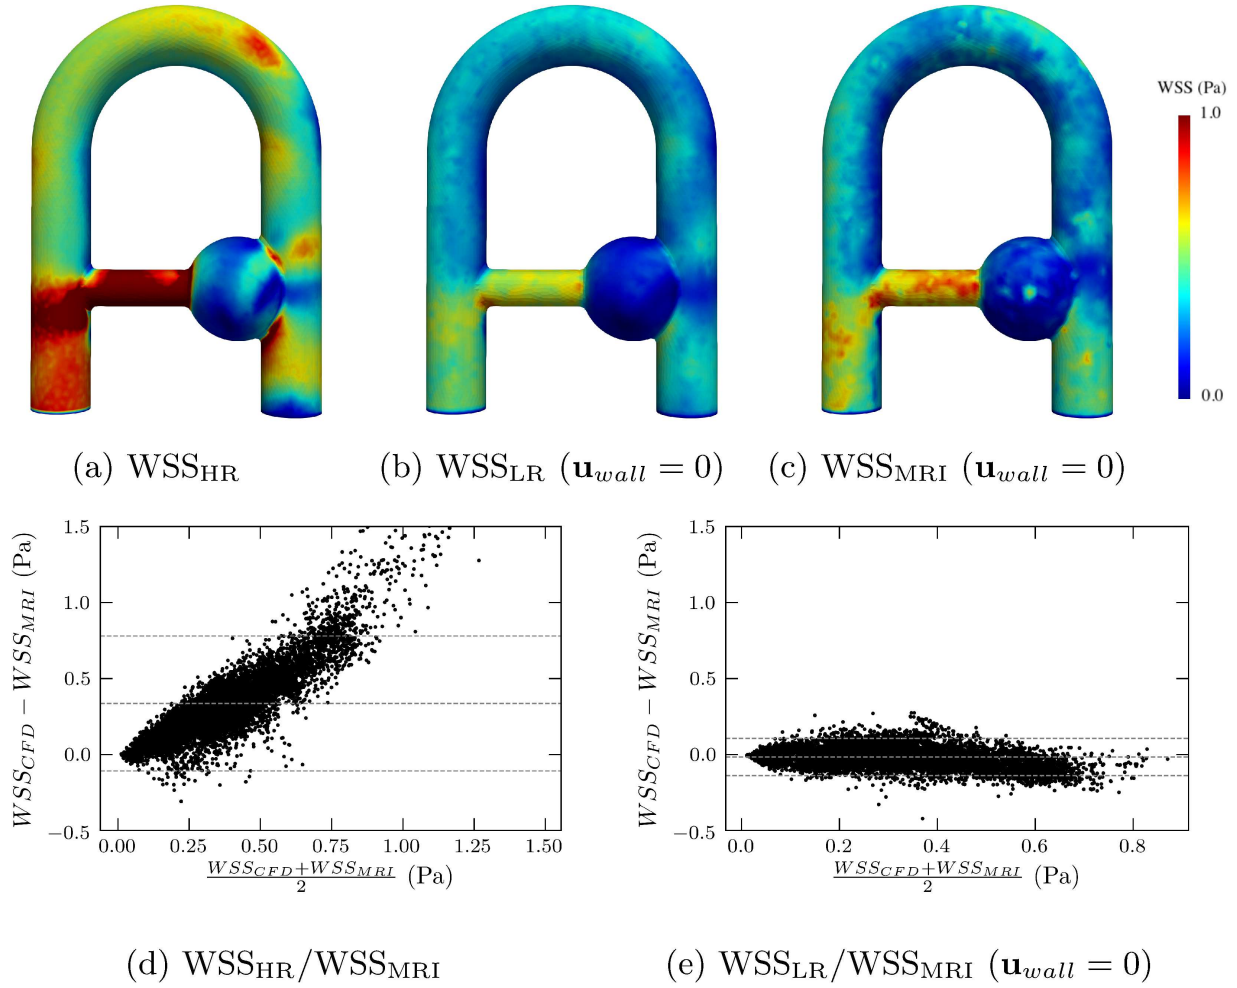 WSS (Pa)
1.0
0.0
(a) WSS_HR
(b) WSS_LR (u_wall = 0)
(c) WSS_MRI (u_wall = 0)
WSS_CFD − WSS_MRI (Pa)
1.5
1.0
0.5
0.0
−0.5
0.00 0.25 0.50 0.75 1.00 1.25 1.50
WSS_CFD+WSS_MRI
2
(Pa)
WSS_CFD − WSS_MRI (Pa)
1.5
1.0
0.5
0.0
−0.5
0.0 0.2 0.4 0.6 0.8
WSS_CFD+WSS_MRI
2
(Pa)
(d) WSS_HR/WSS_MRI
(e) WSS_LR/WSS_MRI (u_wall = 0)